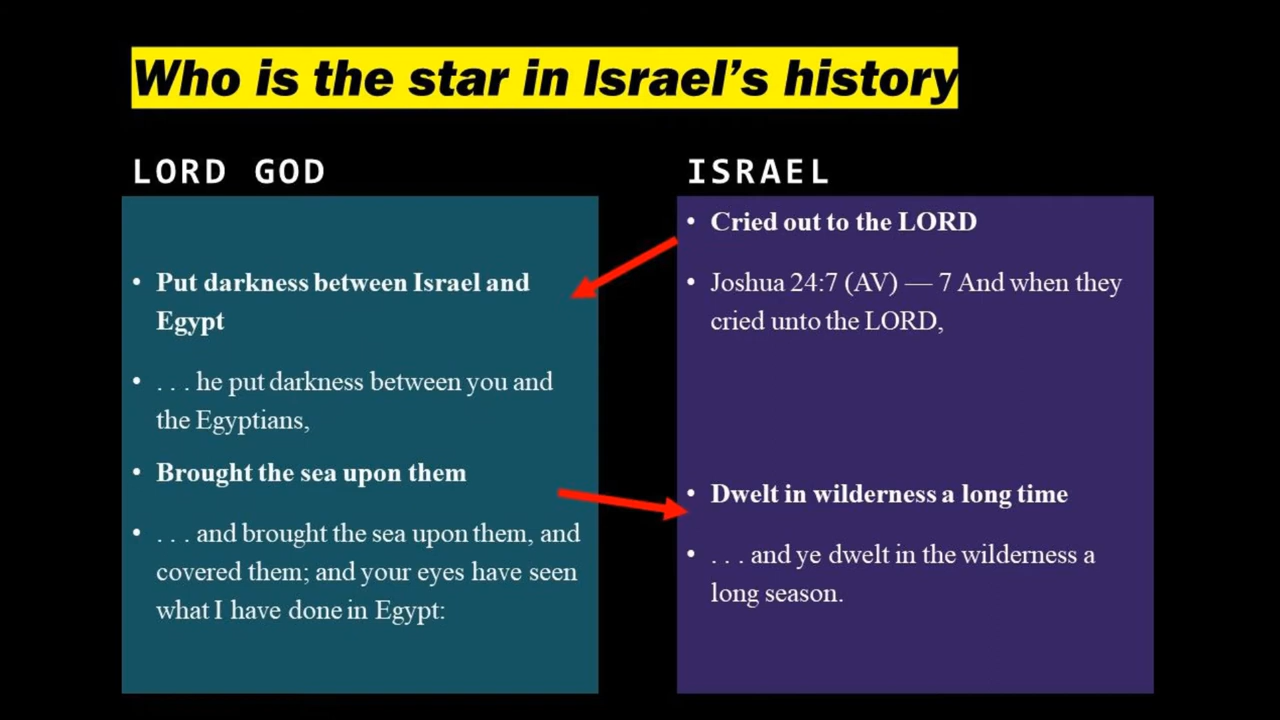 Who is the star in Israel’s history
LORD GOD
• Put darkness between Israel and
Egypt
• . . . he put darkness between you and
the Egyptians,
• Brought the sea upon them
• . . . and brought the sea upon them, and
covered them; and your eyes have seen
what I have done in Egypt:
ISRAEL
• Cried out to the LORD
• Joshua 24:7 (AV) — 7 And when they
cried unto the LORD,
• Dwelt in wilderness a long time
• . . . and ye dwelt in the wilderness a
long season.